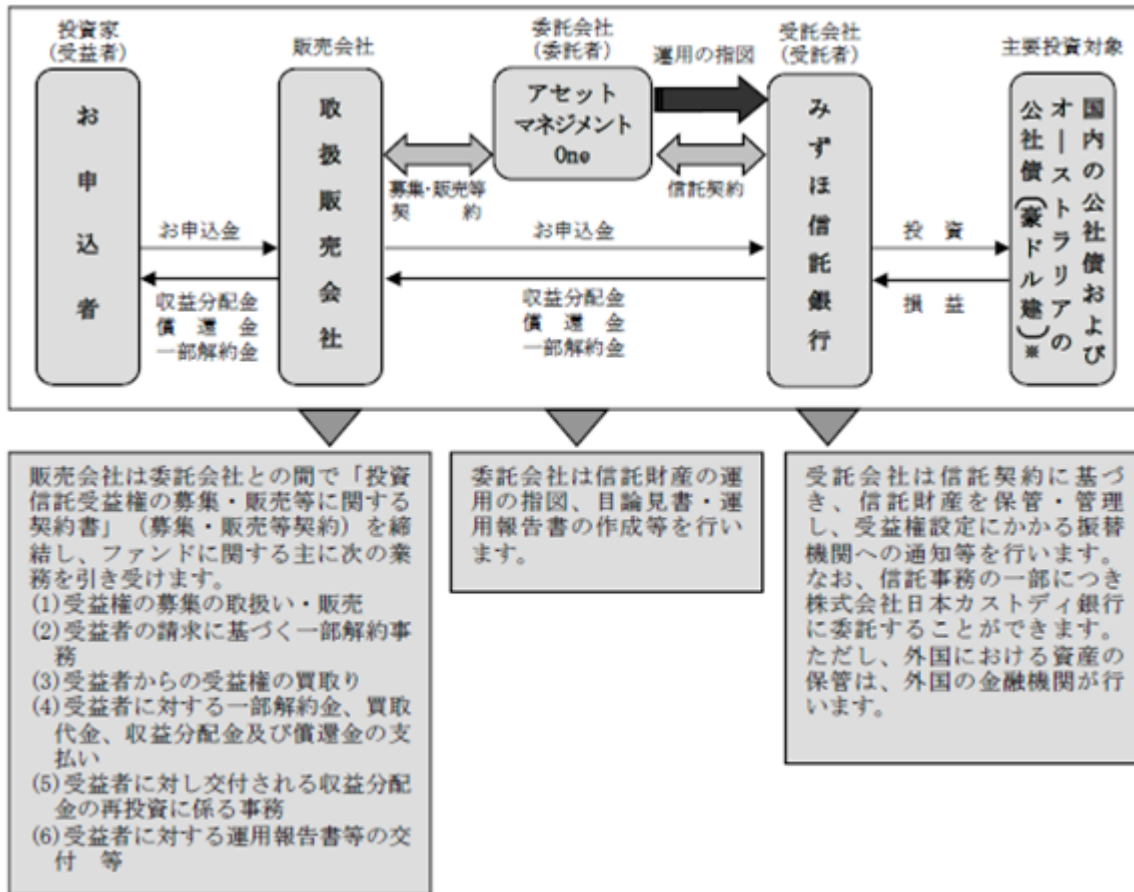 投資家
（受益者）
お申込者
販売会社
取扱販売会社
委託会社
（委託者）
アセット
マネジメント
One
運用の指図
受託会社
（受託者）
みずほ信託銀行
主要投資対象
国内の公社債および
オーストラリアの
公社債（豪ドル建）※
募集・販売等
契　　　約
信託契約
お申込金
お申込金
投　資
収益分配金
償　還　金
一部解約金
収益分配金
償　還　金
一部解約金
損　益
販売会社は委託会社との間で「投資
信託受益権の募集・販売等に関する
契約書」（募集・販売等契約）を締
結し、ファンドに関する主に次の業
務を引き受けます。
(1)受益権の募集の取扱い・販売
(2)受益者の請求に基づく一部解約事
務
(3)受益者からの受益権の買取り
(4)受益者に対する一部解約金、買取
代金、収益分配金及び償還金の支
払い
(5)受益者に対し交付される収益分配
金の再投資に係る事務
(6)受益者に対する運用報告書等の交
付　等
委託会社は信託財産の運
用の指図、目論見書・運
用報告書の作成等を行い
ます。
受託会社は信託契約に基づ
き、信託財産を保管・管理
し、受益権設定にかかる振替
機関への通知等を行います。
なお、信託事務の一部につき
株式会社日本カストディ銀行
に委託することができます。
ただし、外国における資産の
保管は、外国の金融機関が行
います。